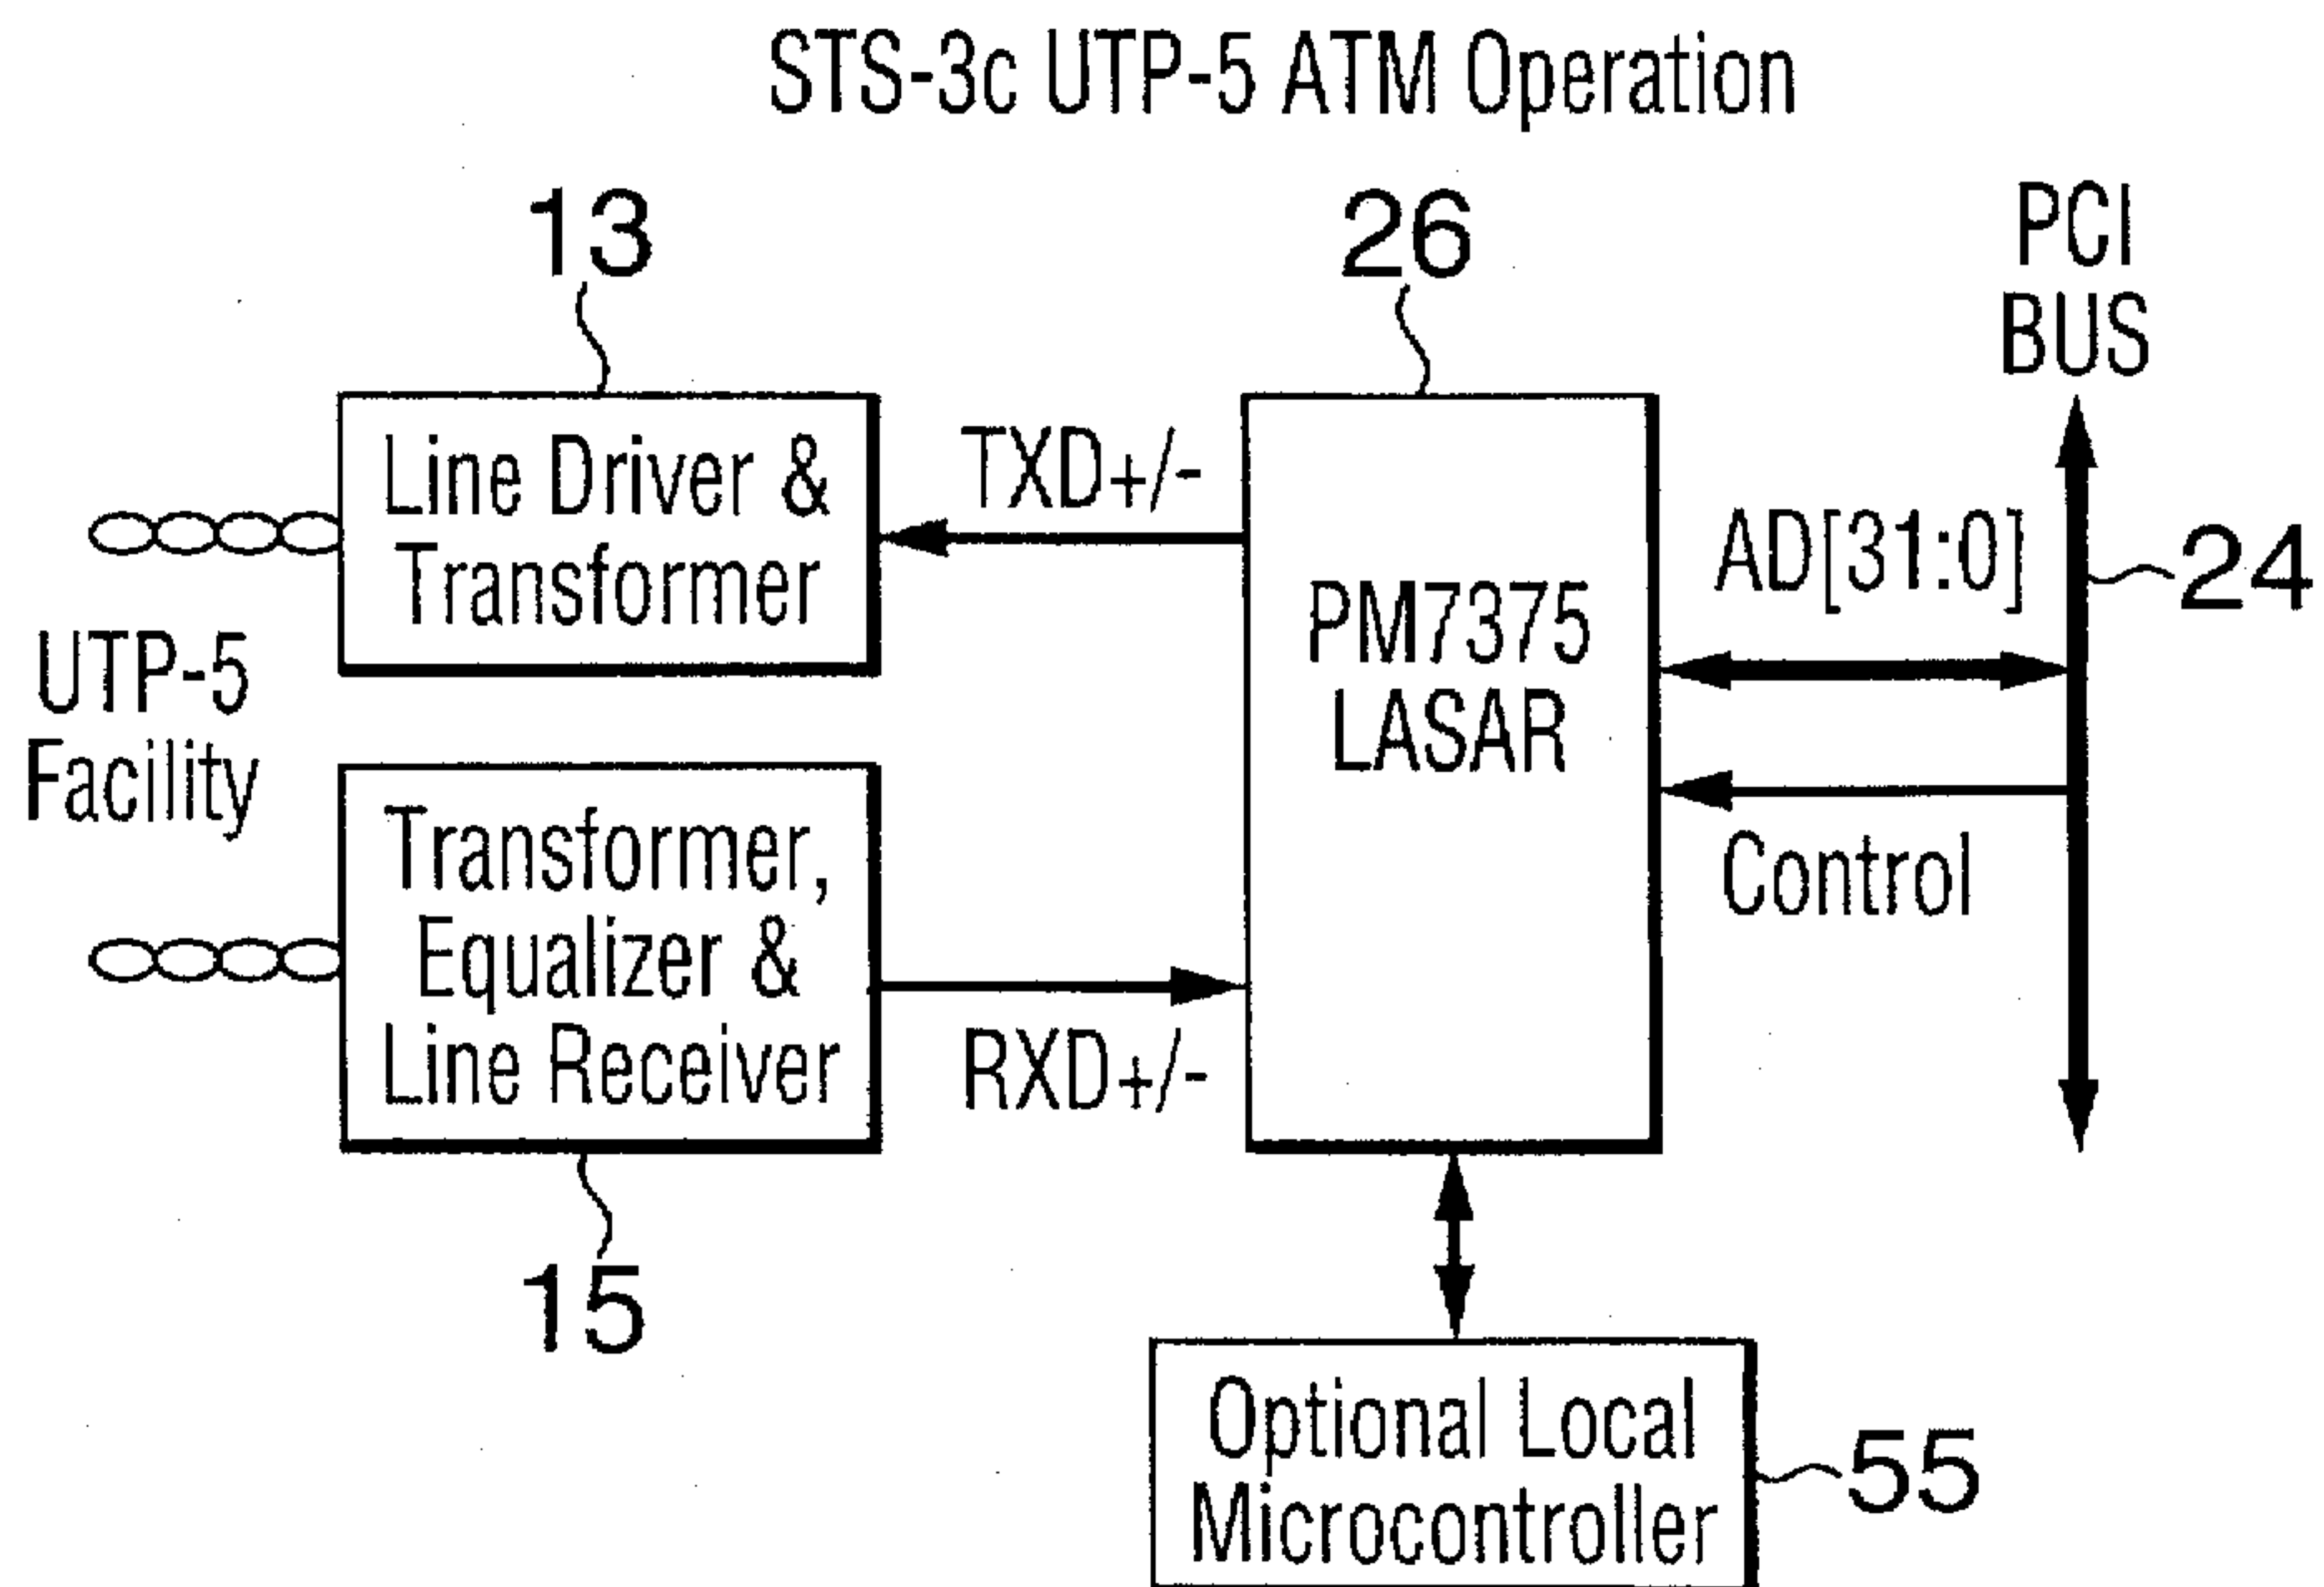 STS-3c UTP-5 ATM Operation
13
26
PCI
BUS
Line Driver &
Transformer
TXD+/-
PM7375
LASAR
AD[31:0]
24
UTP-5
Facility
Control
Transformer,
Equalizer &
Line Receiver
RXD+/-
15
Optional Local
Microcontroller
55